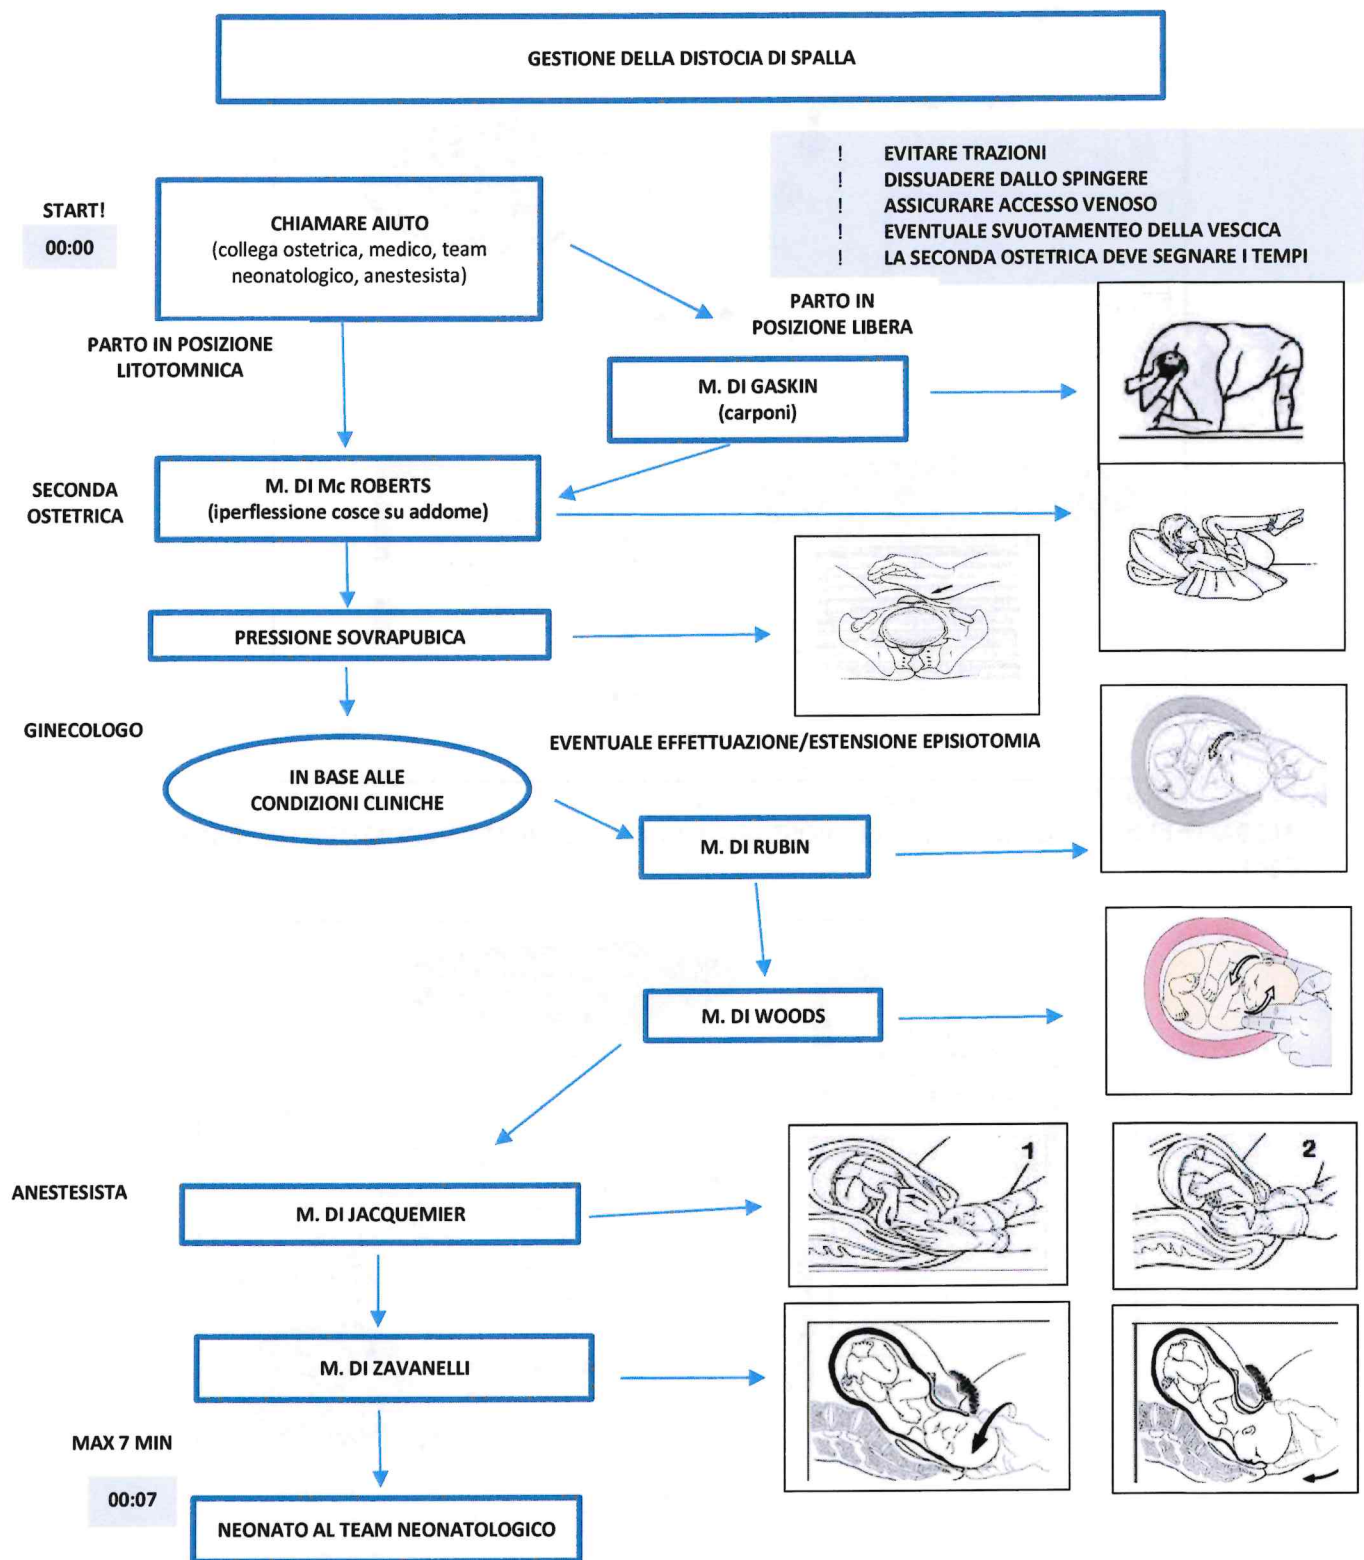 GESTIONE DELLA DISTOCIA DI SPALLA
! EVITARE TRAZIONI
! DISSUADERE DALLO SPINGERE
! ASSICURARE ACCESSO VENOSO
! EVENTUALE SVUOTAMENTEO DELLA VESCICA
! LA SECONDA OSTETRICA DEVE SEGNARE I TEMPI
START!
00:00
CHIAMARE AIUTO
(collega ostetrica, medico, team
neonatologico, anestesista)
PARTO IN POSIZIONE
LITOTOMNICA
PARTO IN
POSIZIONE LIBERA
M. DI GASKIN
(carponi)
SECONDA
OSTETRICA
M. DI Mc ROBERTS
(iperflessione cosce su addome)
PRESSIONE SOVRAPUBICA
GINECOLOGO
IN BASE ALLE
CONDIZIONI CLINICHE
EVENTUALE EFFETTUAZIONE/ESTENSIONE EPISIOTOMIA
M. DI RUBIN
M. DI WOODS
ANESTESISTA
M. DI JACQUEMIER
1
2
M. DI ZAVANELLI
MAX 7 MIN
00:07
NEONATO AL TEAM NEONATOLOGICO